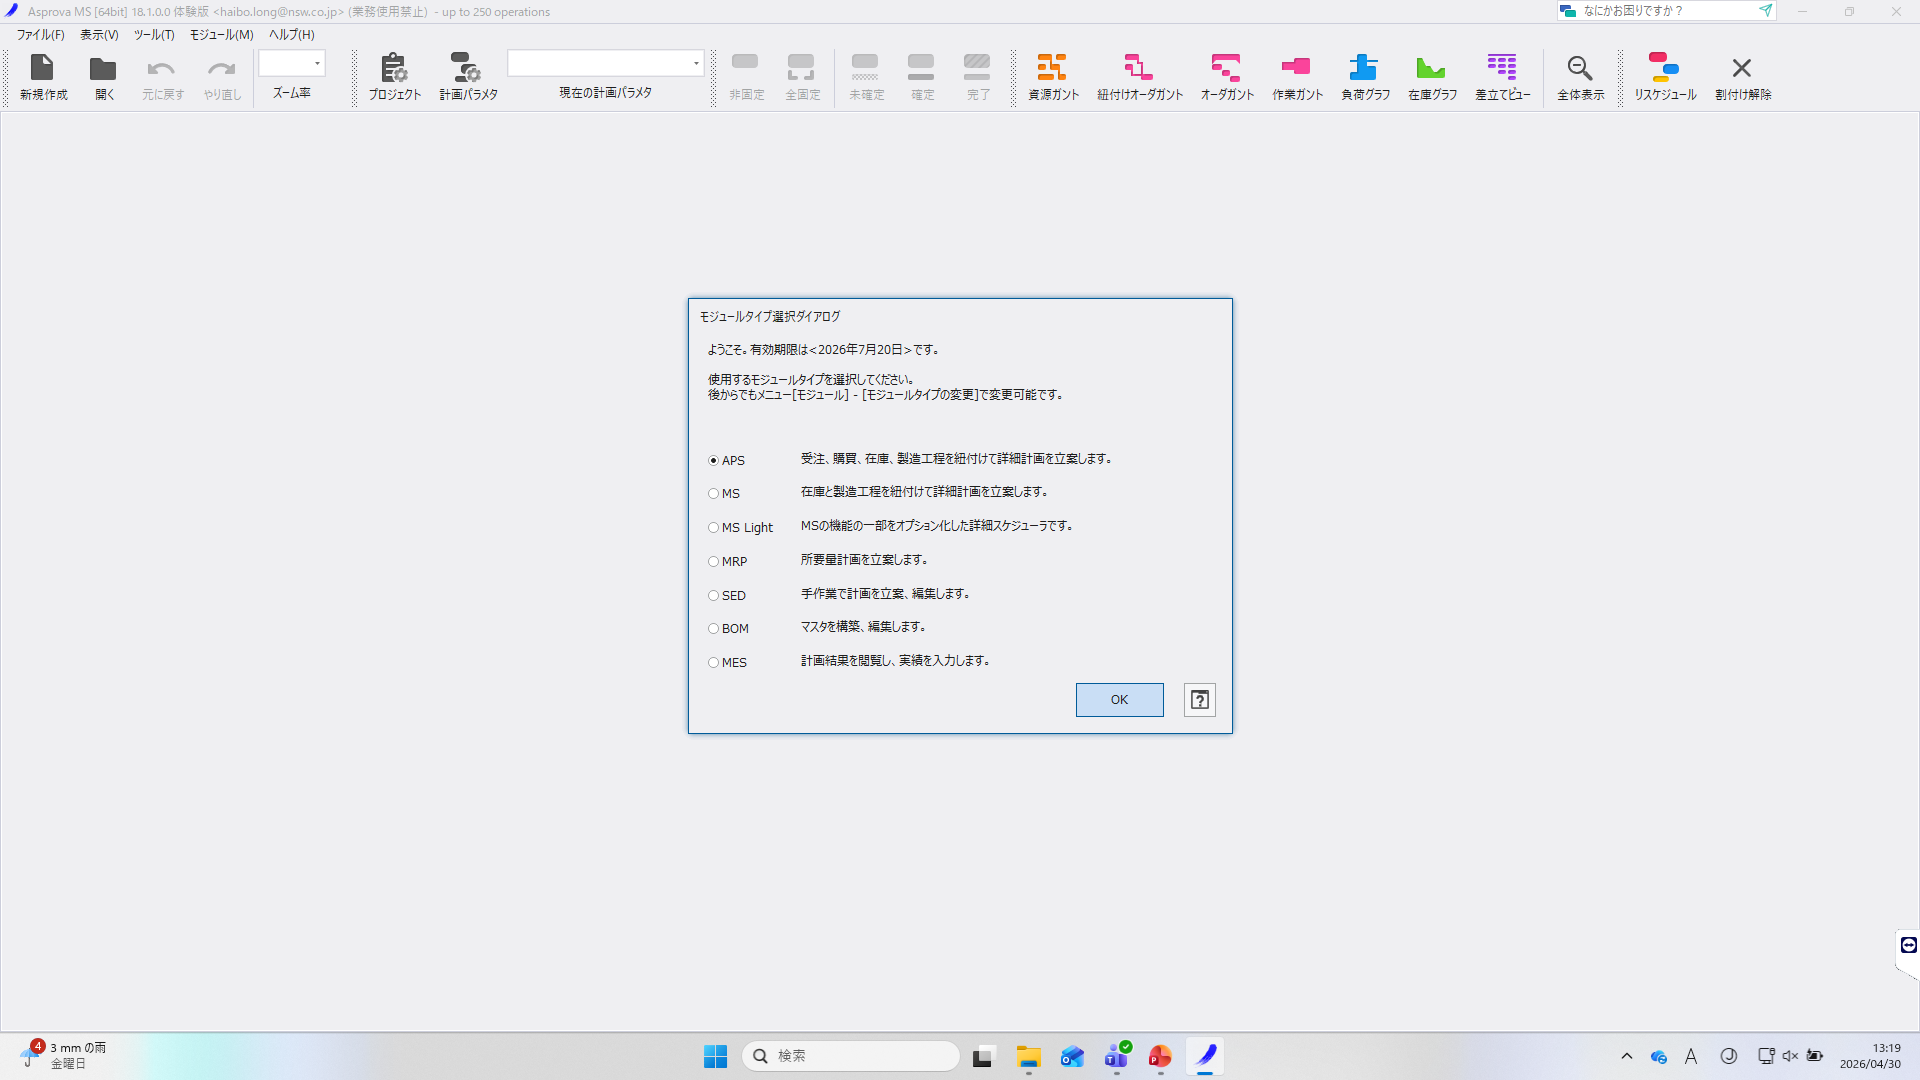 Asprova MS [64bit] 18.1.0.0 体験版 <haibo.long@nsw.co.jp> (業務使用禁止)  - up to 250 operations
なにかお困りですか？
ファイル(F) 表示(V) ツール(T) モジュール(M) ヘルプ(H)
新規作成 開く 元に戻す やり直し ズーム率 プロジェクト 計画パラメタ 現在の計画パラメタ 非固定 全固定 未確定 確定 完了 資源ガント 紐付けオーダガント オーダガント 作業ガント 負荷グラフ 在庫グラフ 差立てビュー 全体表示 リスケジュール 割付け解除
モジュールタイプ選択ダイアログ
ようこそ。有効期限は<2026年7月20日>です。
使用するモジュールタイプを選択してください。
後からでもメニュー[モジュール] - [モジュールタイプの変更]で変更可能です。
APS 受注、購買、在庫、製造工程を紐付けて詳細計画を立案します。
MS 在庫と製造工程を紐付けて詳細計画を立案します。
MS Light MSの機能の一部をオプション化した詳細スケジューラです。
MRP 所要量計画を立案します。
SED 手作業で計画を立案、編集します。
BOM マスタを構築、編集します。
MES 計画結果を閲覧し、実績を入力します。
OK
4
3 mm の雨
金曜日
検索
A
13:19
2026/04/30